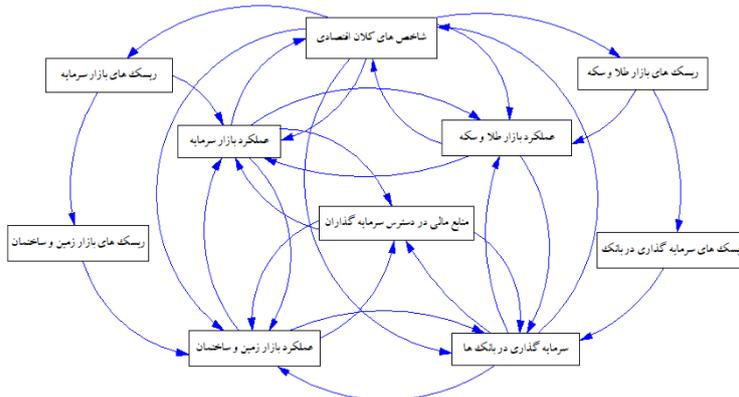 شاخص های کلان اقتصادی
ریسک های بازار طلا و سکه
ریسک های بازار سرمایه
عملکرد بازار طلا و سکه
عملکرد بازار سرمایه
منابع مالی در دسترس سرمایه گذاران
ریسک های سرمایه گذاری در بانک
ریسک های بازار زمین و ساختمان
سرمایه گذاری در بانک ها
عملکرد بازار زمین و ساختمان